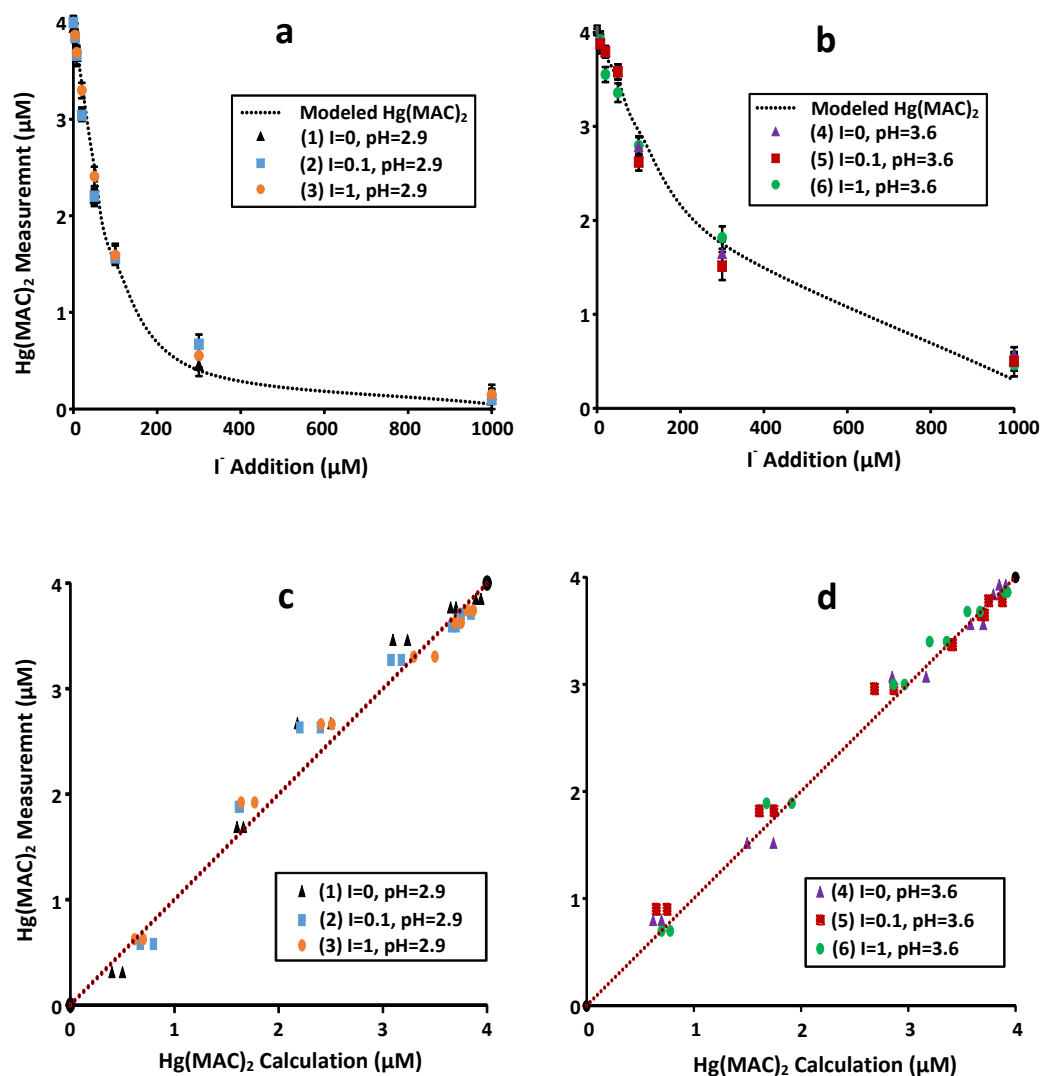 a
4
3
2
1
0
Hg(MAC)2 Measurement (µM)
Modeled Hg(MAC)2
(1) I=0, pH=2.9
(2) I=0.1, pH=2.9
(3) I=1, pH=2.9
0 200 400 600 800 1000
I- Addition (µM)
b
4
3
2
1
0
Modeled Hg(MAC)2
(4) I=0, pH=3.6
(5) I=0.1, pH=3.6
(6) I=1, pH=3.6
0 200 400 600 800 1000
I- Addition (µM)
c
4
3
2
1
0
Hg(MAC)2 Measuremnt (µM)
(1) I=0, pH=2.9
(2) I=0.1, pH=2.9
(3) I=1, pH=2.9
0 1 2 3 4
Hg(MAC)2 Calculation (µM)
d
4
3
2
1
0
(4) I=0, pH=3.6
(5) I=0.1, pH=3.6
(6) I=1, pH=3.6
0 1 2 3 4
Hg(MAC)2 Calculation (µM)